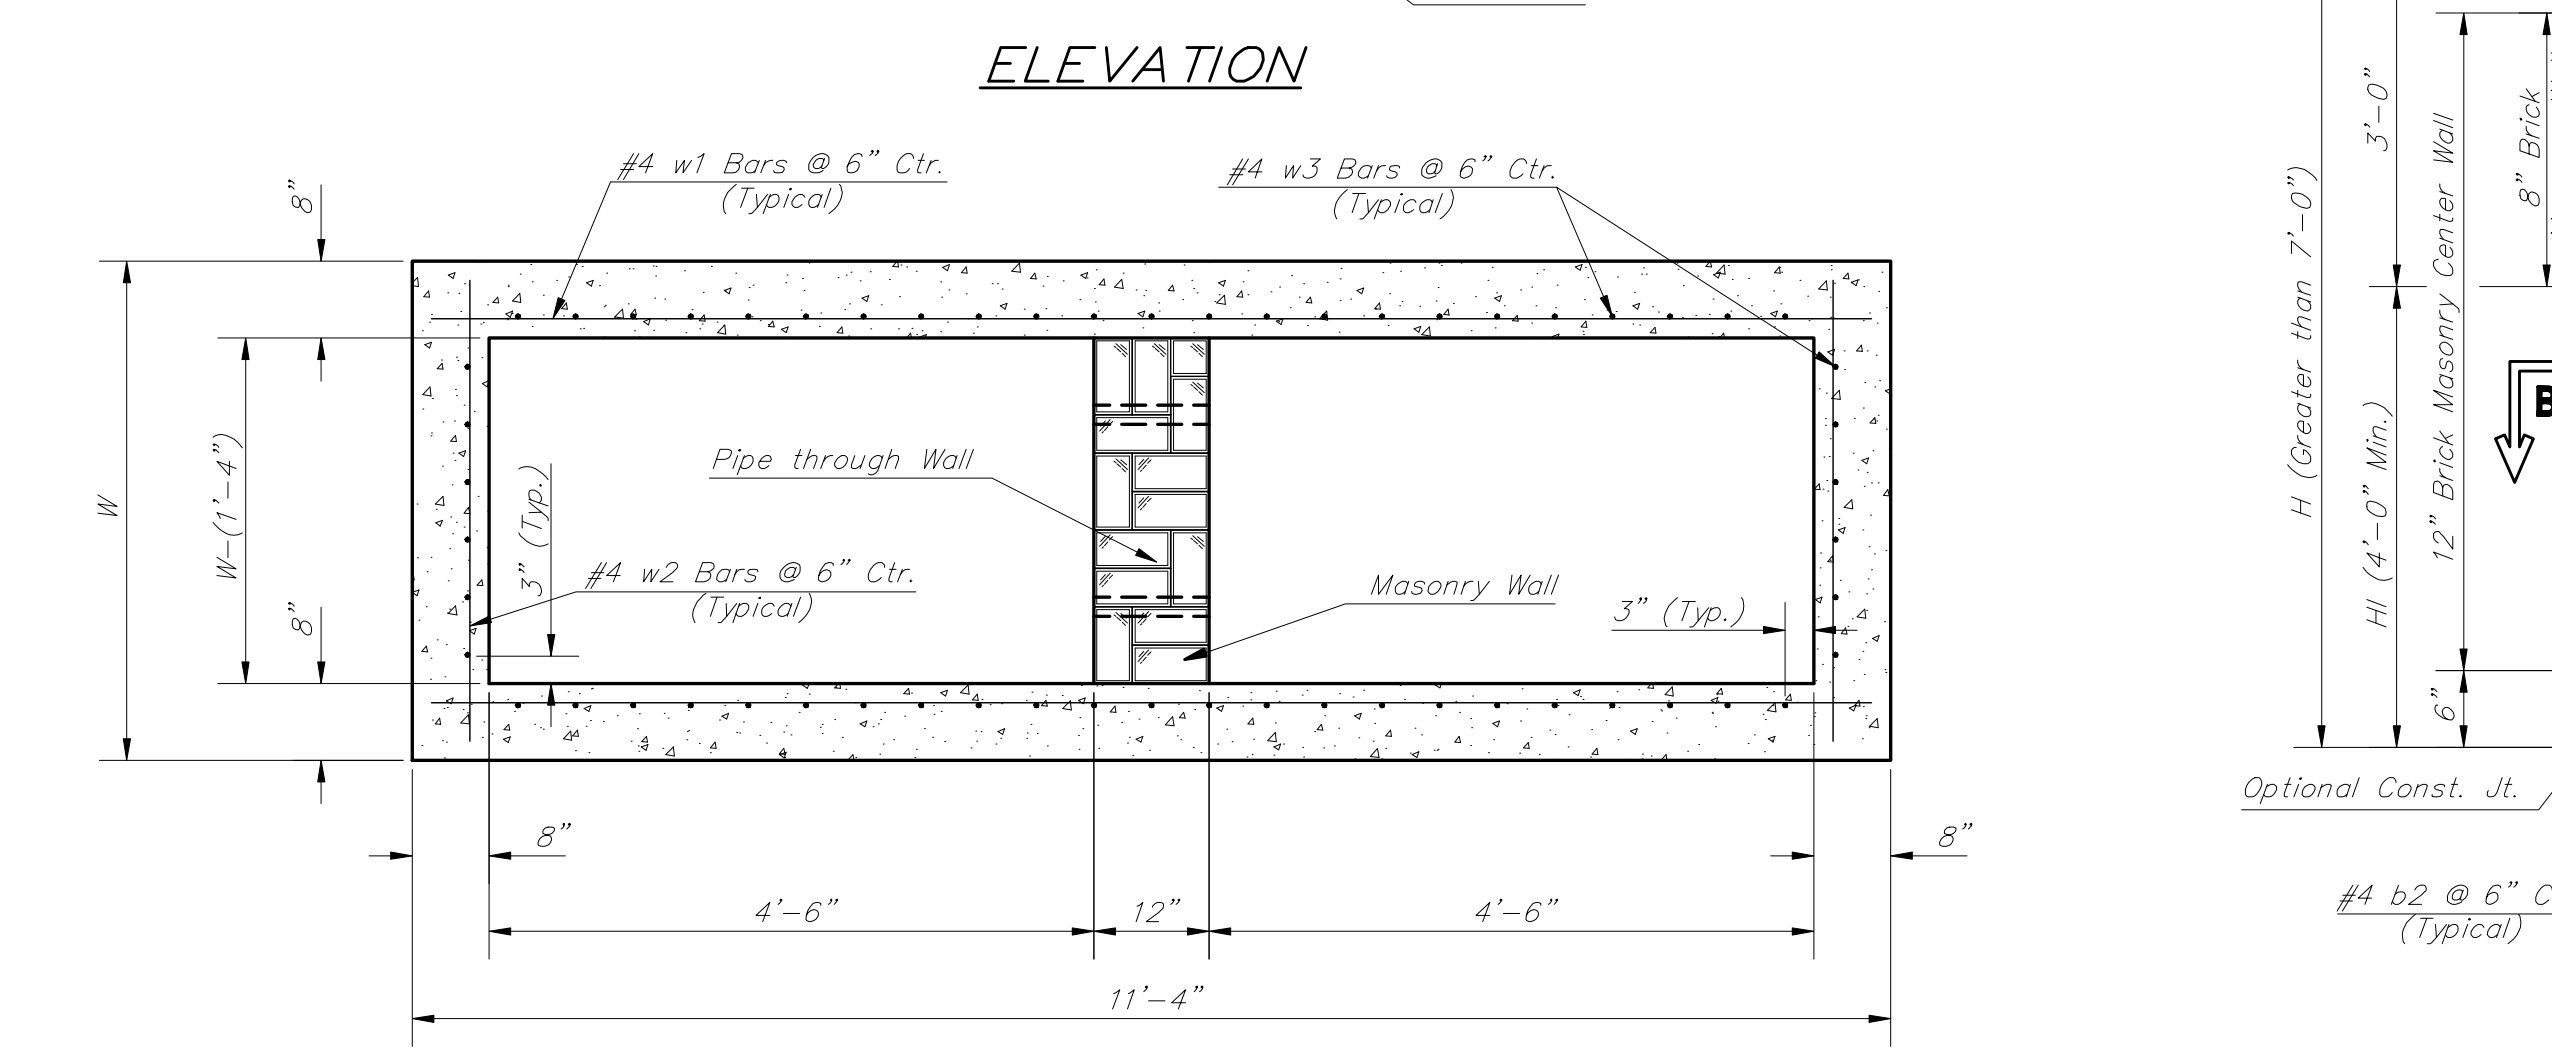 ELEVATION
#4 w1 Bars @ 6" Ctr.
(Typical)
#4 w3 Bars @ 6" Ctr.
(Typical)
8"
W
W-(1'-4")
8"
3" (Typ.)
Pipe through Wall
#4 w2 Bars @ 6" Ctr.
(Typical)
Masonry Wall
3" (Typ.)
8"
8"
4'-6"
12"
4'-6"
11'-4"
H (Greater than 7'-0")
3'-0"
H1 (4'-0" Min.)
12" Brick Masonry Center Wall
6"
8" Brick
B
Optional Const. Jt.
#4 b2 @ 6" C
(Typical)